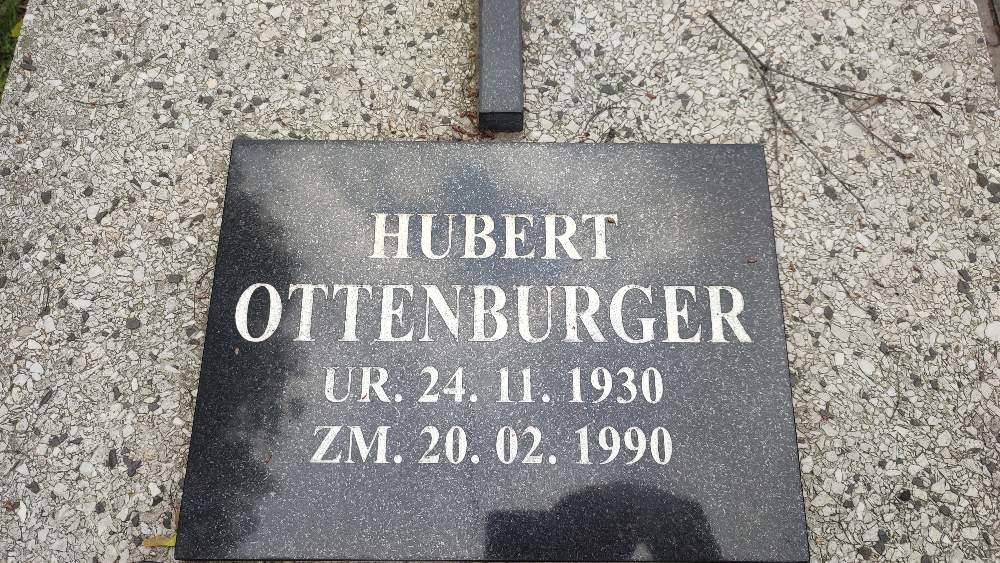 HUBERT
OTTENBURGER
UR. 24. 11. 1930
ZM. 20. 02. 1990